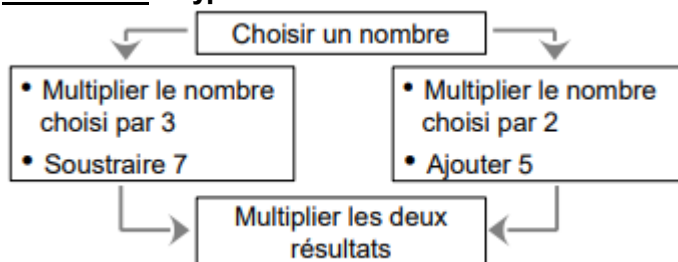 Choisir un nombre
• Multiplier le nombre
choisi par 3
• Soustraire 7
• Multiplier le nombre
choisi par 2
• Ajouter 5
Multiplier les deux
résultats